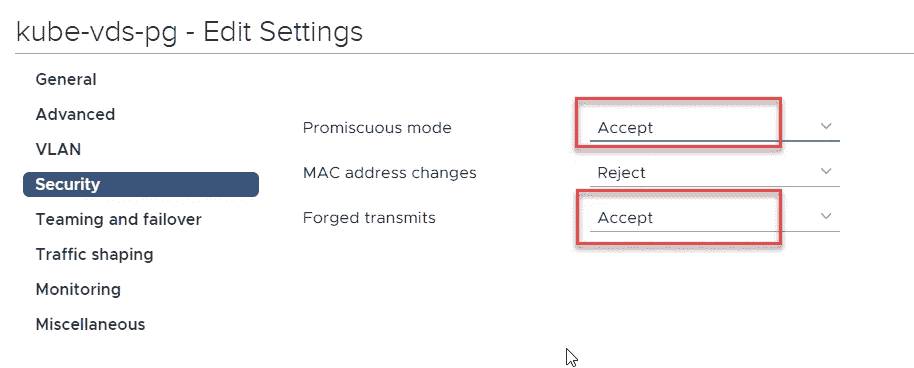 kube-vds-pg - Edit Settings
General
Advanced
VLAN
Security
Teaming and failover
Traffic shaping
Monitoring
Miscellaneous
Promiscuous mode Accept
MAC address changes Reject
Forged transmits Accept